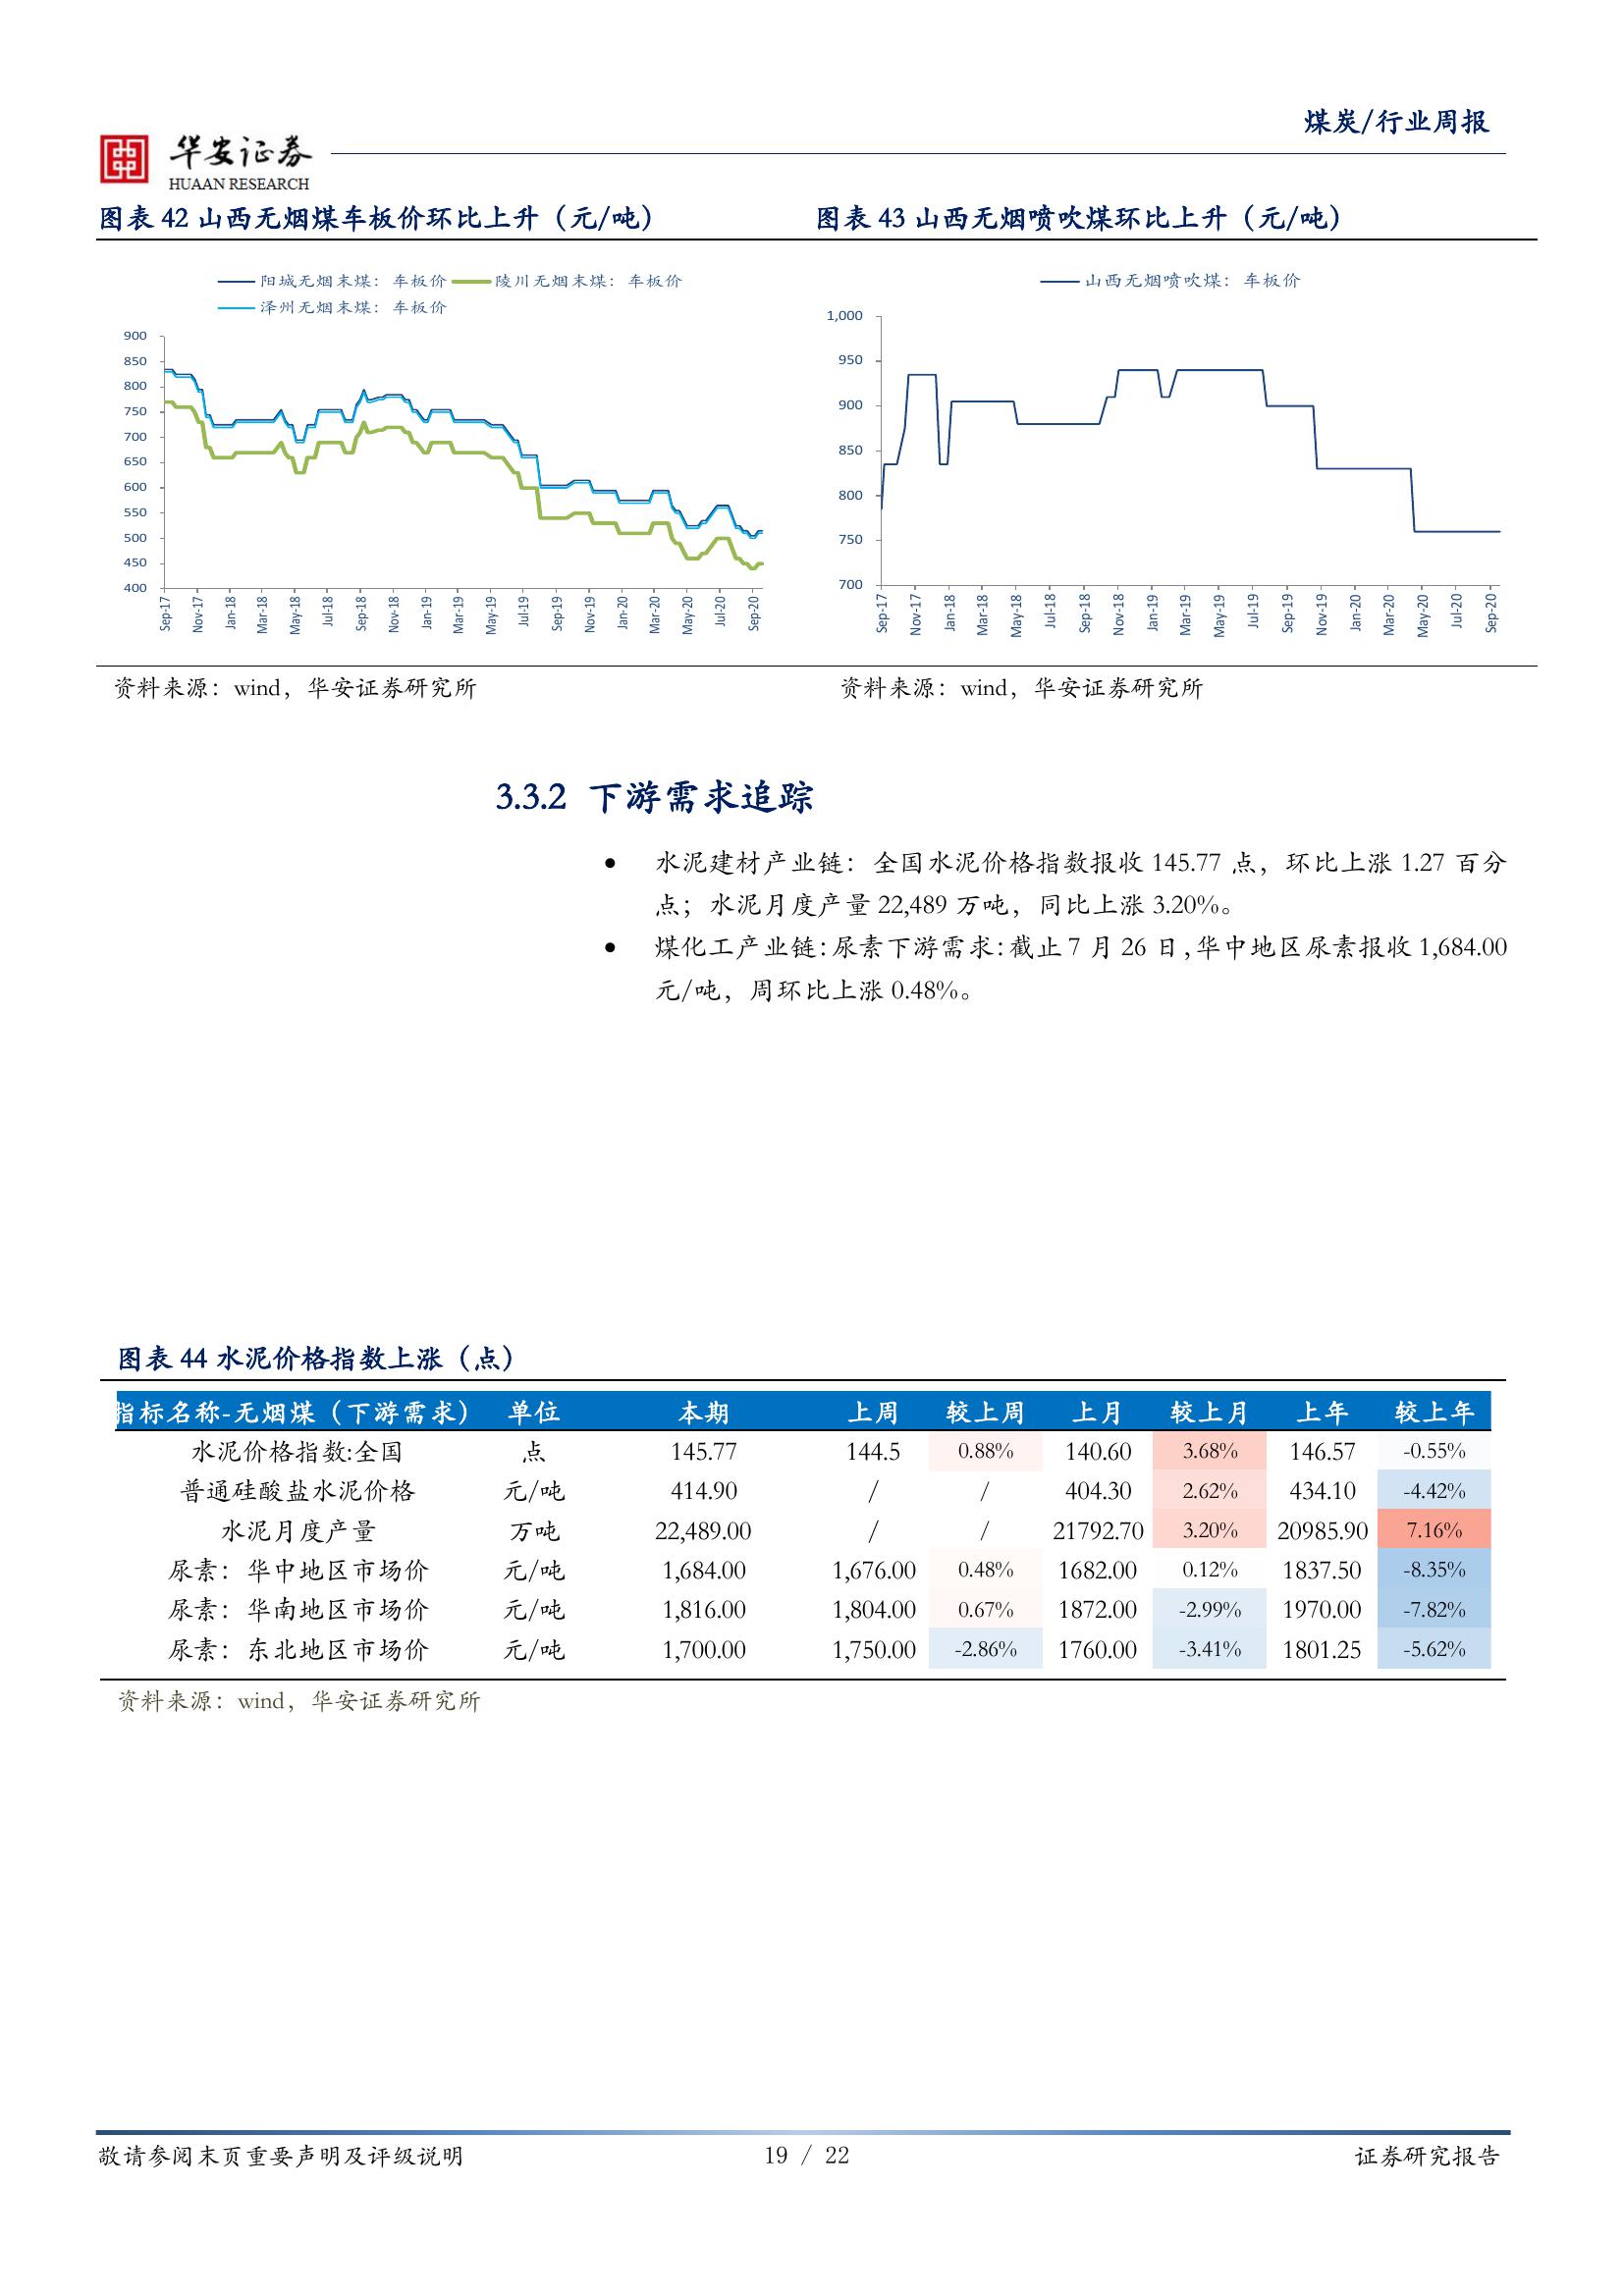 煤炭/行业周报
华安证券
HUAAN RESEARCH
图表 42 山西无烟煤车板价环比上升（元/吨）
图表 43 山西无烟喷吹煤环比上升（元/吨）
阳城无烟末煤：车板价 陵川无烟末煤：车板价
泽州无烟末煤：车板价
900
850
800
750
700
650
600
550
500
450
400
Sep-17 Nov-17 Jan-18 Mar-18 May-18 Jul-18 Sep-18 Nov-18 Jan-19 Mar-19 May-19 Jul-19 Sep-19 Nov-19 Jan-20 Mar-20 May-20 Jul-20 Sep-20
山西无烟喷吹煤：车板价
1,000
950
900
850
800
750
700
Sep-17 Nov-17 Jan-18 Mar-18 May-18 Jul-18 Sep-18 Nov-18 Jan-19 Mar-19 May-19 Jul-19 Sep-19 Nov-19 Jan-20 Mar-20 May-20 Jul-20 Sep-20
资料来源：wind，华安证券研究所
资料来源：wind，华安证券研究所
3.3.2 下游需求追踪
• 水泥建材产业链：全国水泥价格指数报收 145.77 点，环比上涨 1.27 百分
点；水泥月度产量 22,489 万吨，同比上涨 3.20%。
• 煤化工产业链:尿素下游需求:截止 7 月 26 日,华中地区尿素报收 1,684.00
元/吨，周环比上涨 0.48%。
图表 44 水泥价格指数上涨（点）
指标名称-无烟煤（下游需求） 单位 本期 上周 较上周 上月 较上月 上年 较上年
水泥价格指数:全国 点 145.77 144.5 0.88% 140.60 3.68% 146.57 -0.55%
普通硅酸盐水泥价格 元/吨 414.90 / / 404.30 2.62% 434.10 -4.42%
水泥月度产量 万吨 22,489.00 / / 21792.70 3.20% 20985.90 7.16%
尿素：华中地区市场价 元/吨 1,684.00 1,676.00 0.48% 1682.00 0.12% 1837.50 -8.35%
尿素：华南地区市场价 元/吨 1,816.00 1,804.00 0.67% 1872.00 -2.99% 1970.00 -7.82%
尿素：东北地区市场价 元/吨 1,700.00 1,750.00 -2.86% 1760.00 -3.41% 1801.25 -5.62%
资料来源：wind，华安证券研究所
敬请参阅末页重要声明及评级说明 19 / 22 证券研究报告